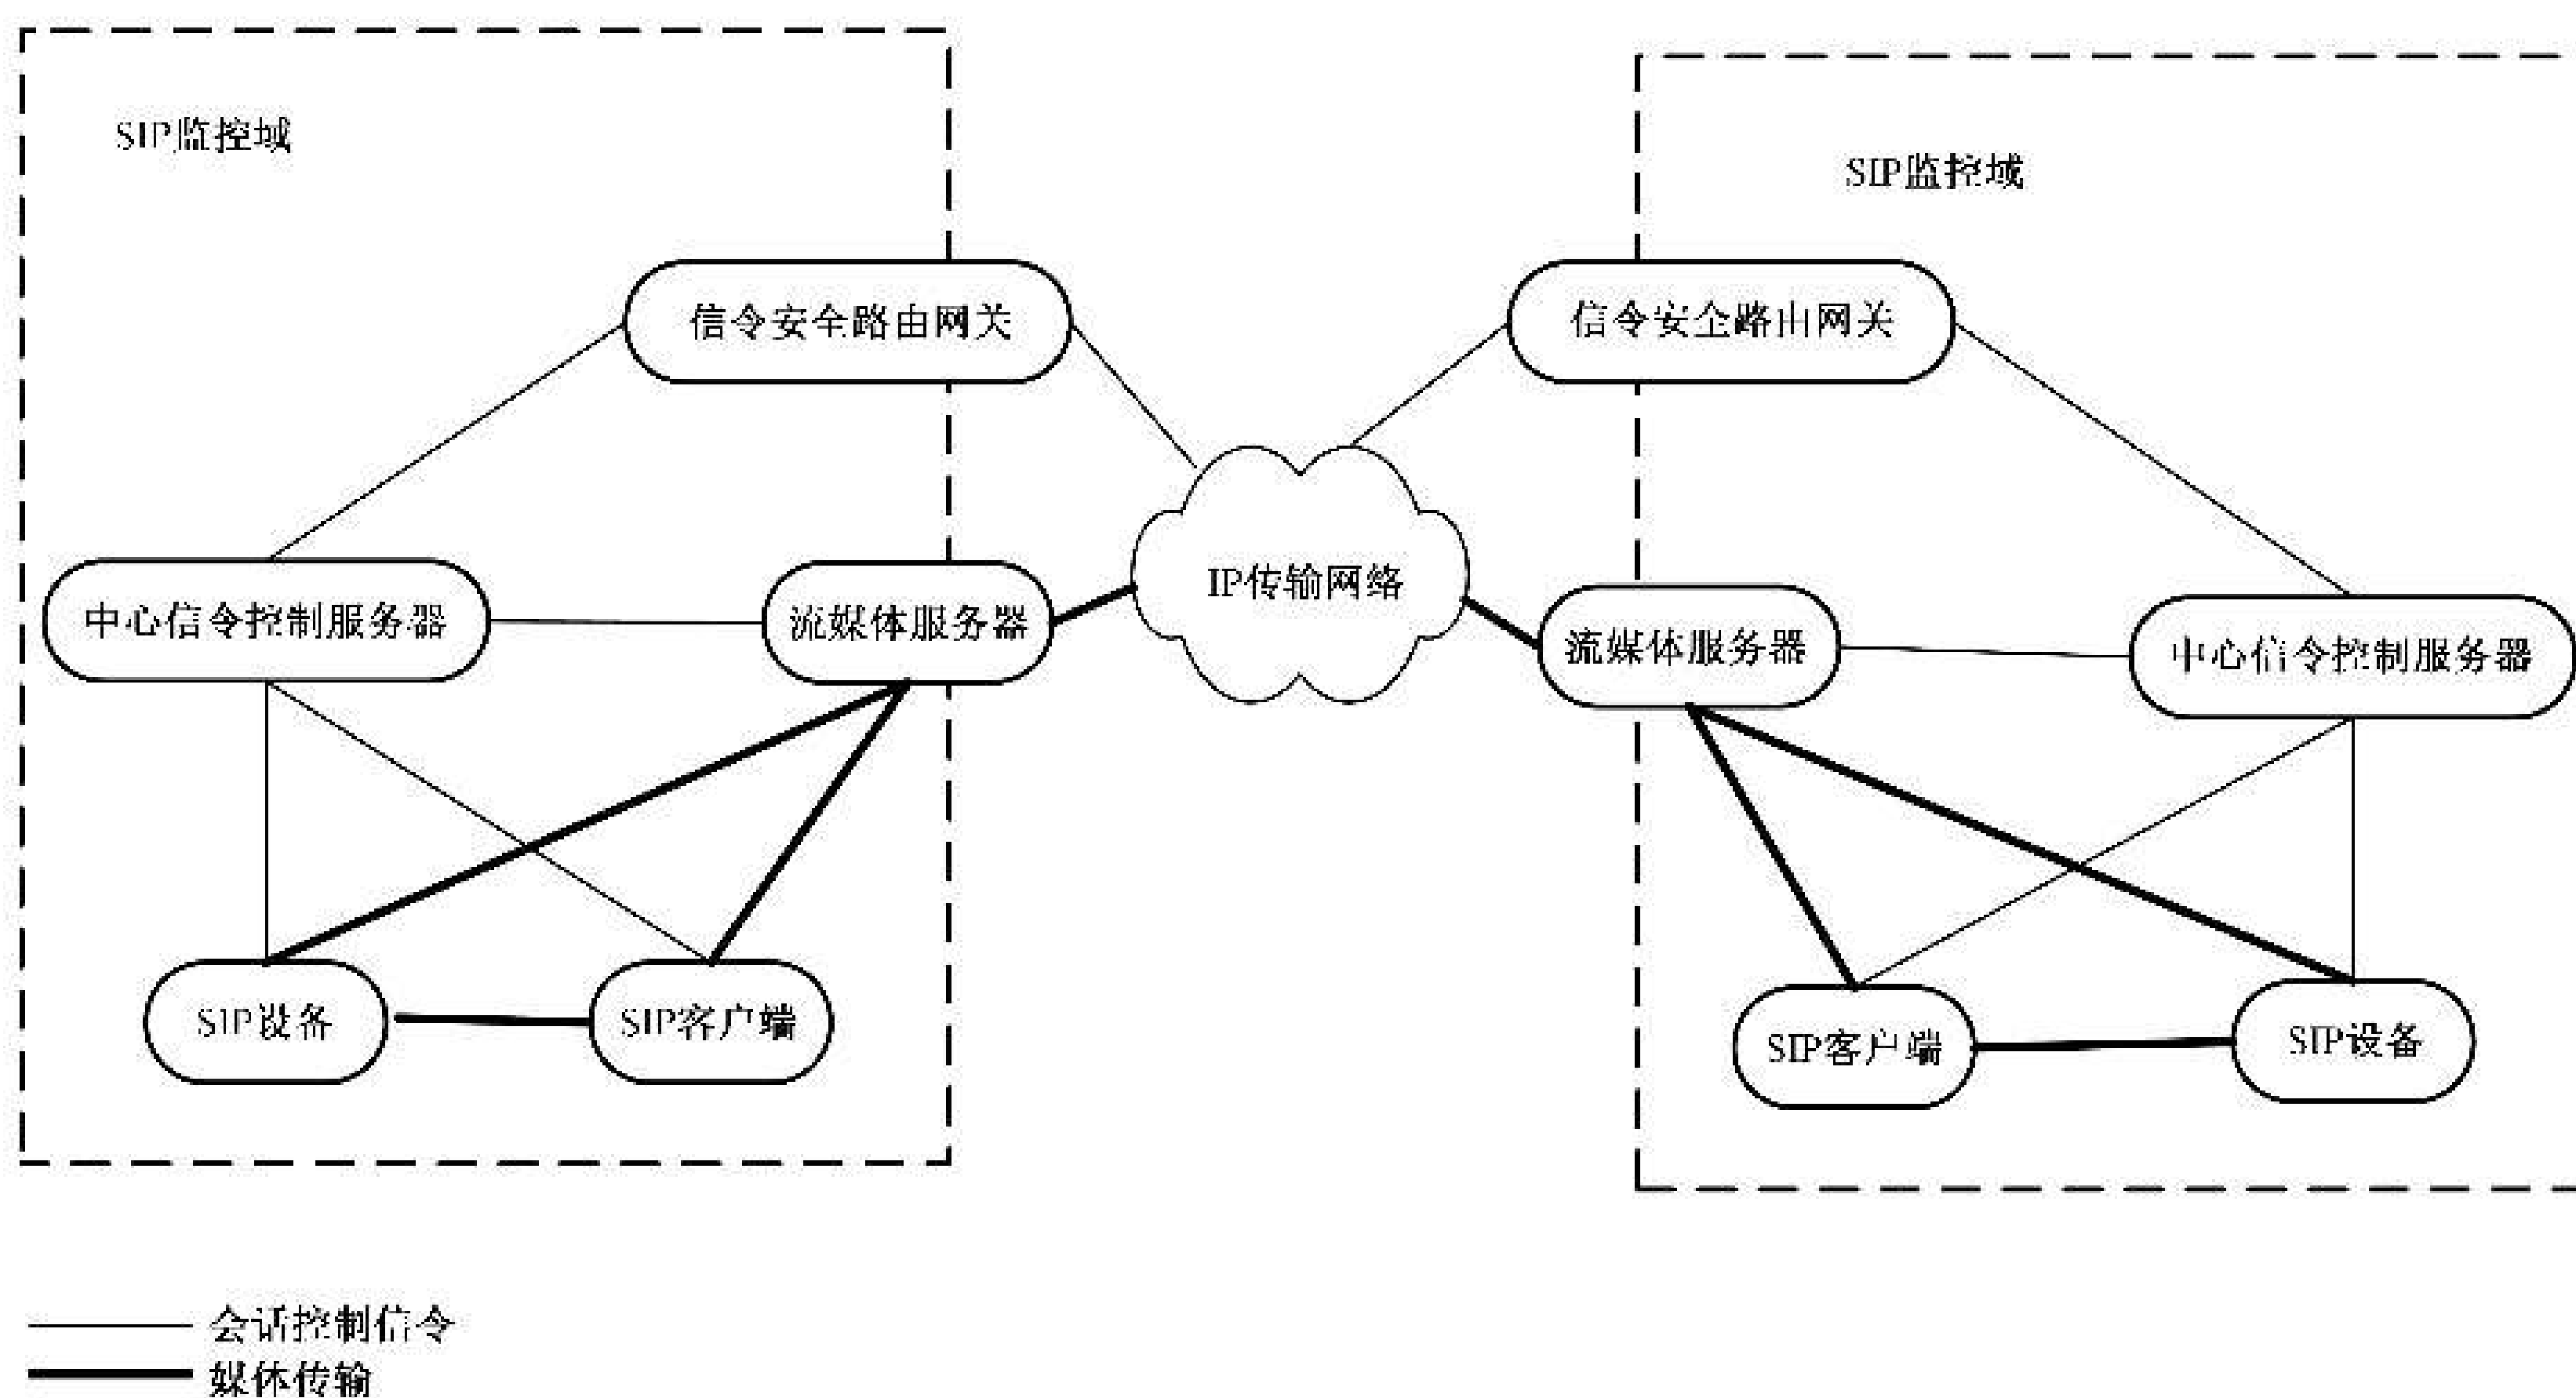 SIP监控域
SIP监控域
信令安全路由网关
信令安全路由网关
中心信令控制服务器
流媒体服务器
IP传输网络
流媒体服务器
中心信令控制服务器
SIP设备
SIP客户端
SIP客户端
SIP设备
会话控制信令
媒体传输